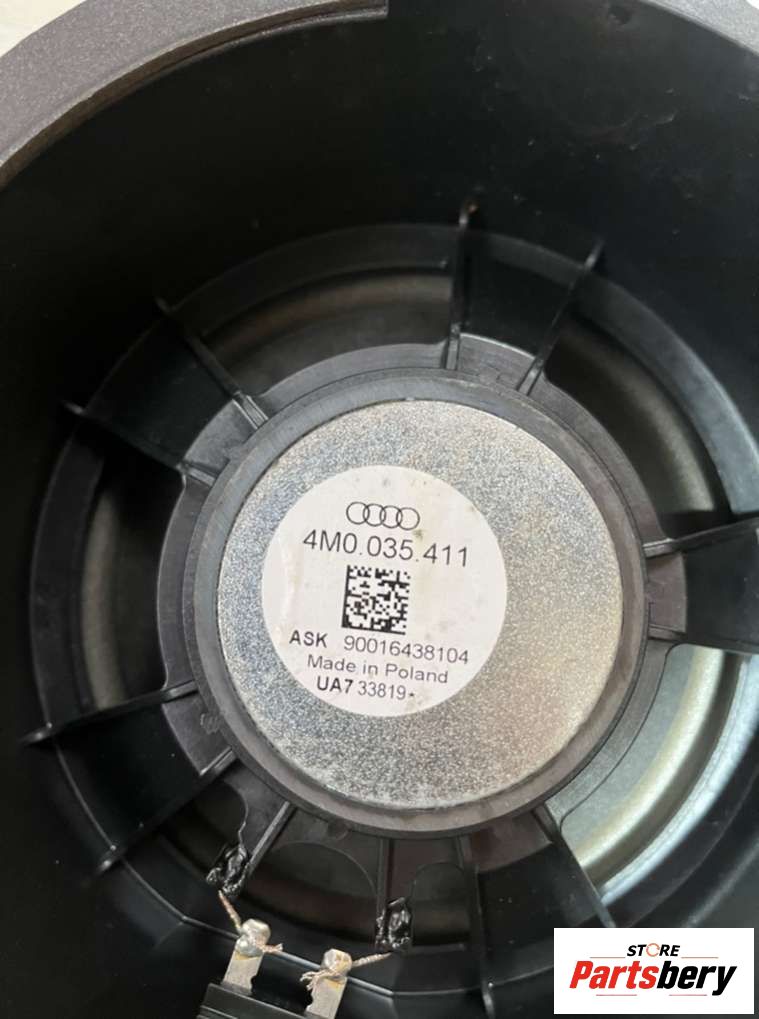 4M0.035.411
ASK 90016438104
Made in Poland
UA7 33819*
STORE
Partsbery